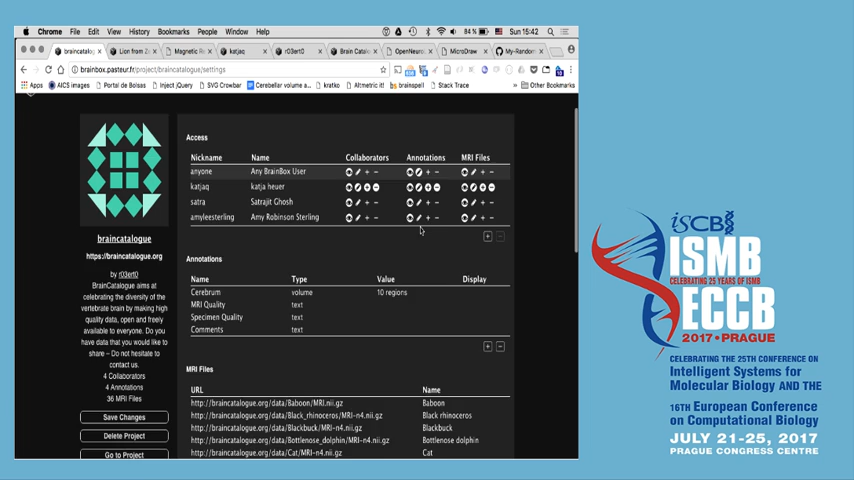 Chrome File Edit View History Bookmarks People Window Help 84% Sun 15:42
braincatalog Lion from Z Magnetic Re katjaq r03ert0 Brain Catalo OpenNeuro MicroDraw My-Random
brainbox.pasteur.fr/project/braincatalogue/settings
Apps AICS images Portal de Bolsas Inject jQuery SVG Crowbar Cerebellar volume a... kratko Altmetric it! brainspell Stack Trace » Other Bookmarks
Access
Nickname Name Collaborators Annotations MRI Files
anyone Any BrainBox User
katjaq katja heuer
satra Satrajit Ghosh
amyleesterling Amy Robinson Sterling
braincatalogue
https://braincatalogue.org
by r03ert0
BrainCatalogue aims at
celebrating the diversity of the
vertebrate brain by making high
quality data, open and freely
available to everyone. Do you
have data that you would like to
share – Do not hesitate to
contact us.
4 Collaborators
4 Annotations
36 MRI Files
Save Changes
Delete Project
Go to Project
Annotations
Name Type Value Display
Cerebrum volume 10 regions
MRI Quality text
Specimen Quality text
Comments text
MRI Files
URL Name
http://braincatalogue.org/data/Baboon/MRI.nii.gz Baboon
http://braincatalogue.org/data/Black_rhinoceros/MRI-n4.nii.gz Black rhinoceros
http://braincatalogue.org/data/Blackbuck/MRI-n4.nii.gz Blackbuck
http://braincatalogue.org/data/Bottlenose_dolphin/MRI-n4.nii.gz Bottlenose dolphin
http://braincatalogue.org/data/Cat/MRI-n4.nii.gz Cat
iSCB
ISMB
CELEBRATING 25 YEARS OF ISMB
ECCB
2017 • PRAGUE
CELEBRATING THE 25TH CONFERENCE ON
Intelligent Systems for
Molecular Biology AND THE
16TH European Conference
on Computational Biology
JULY 21-25, 2017
PRAGUE CONGRESS CENTRE